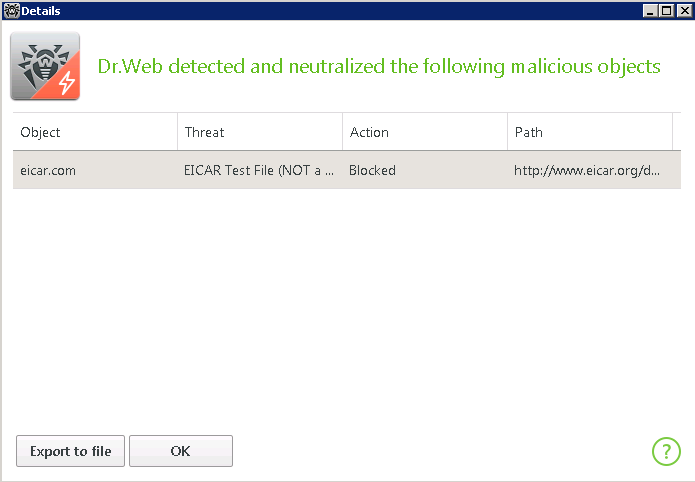 Details
Dr.Web detected and neutralized the following malicious objects
Object Threat Action Path
eicar.com EICAR Test File (NOT a ... Blocked http://www.eicar.org/d...
Export to file OK ?